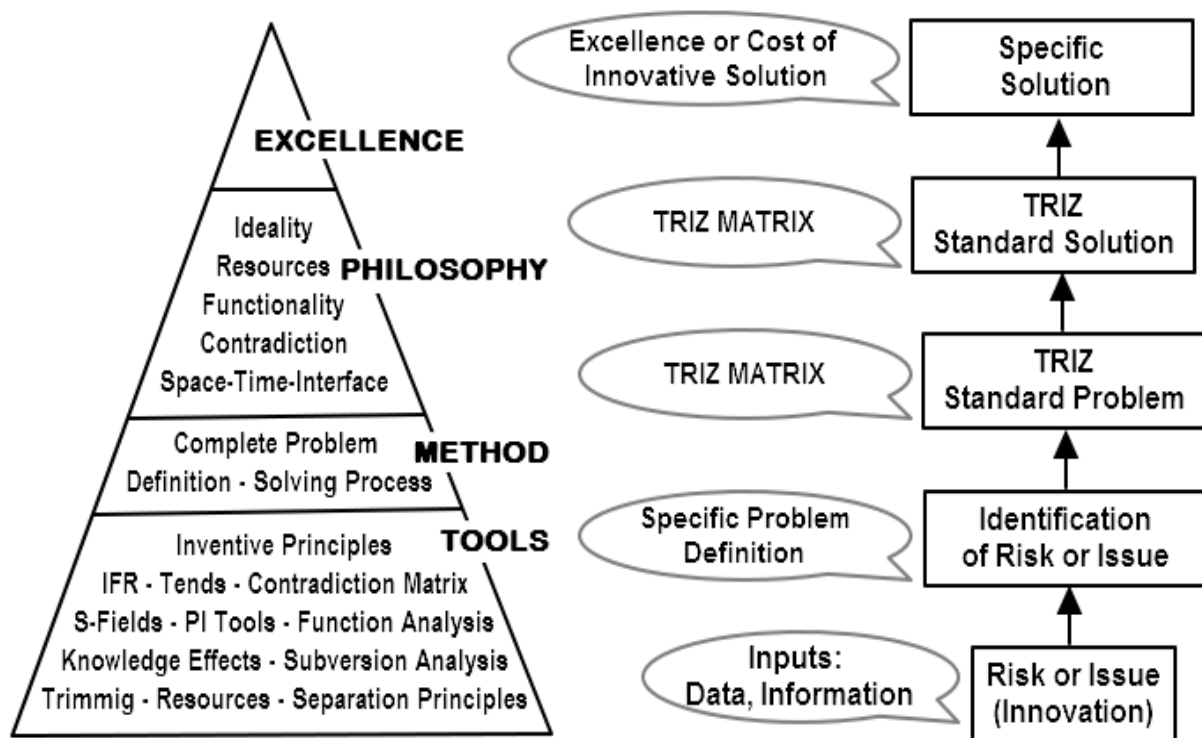 EXCELLENCE
Ideality
Resources
PHILOSOPHY
Functionality
Contradiction
Space-Time-Interface
Complete Problem
METHOD
Definition - Solving Process
TOOLS
Inventive Principles
IFR - Tends - Contradiction Matrix
S-Fields - PI Tools - Function Analysis
Knowledge Effects - Subversion Analysis
Trimmig - Resources - Separation Principles
Excellence or Cost of
Innovative Solution
Specific
Solution
TRIZ MATRIX
TRIZ
Standard Solution
TRIZ MATRIX
TRIZ
Standard Problem
Specific Problem
Definition
Identification
of Risk or Issue
Inputs:
Data, Information
Risk or Issue
(Innovation)